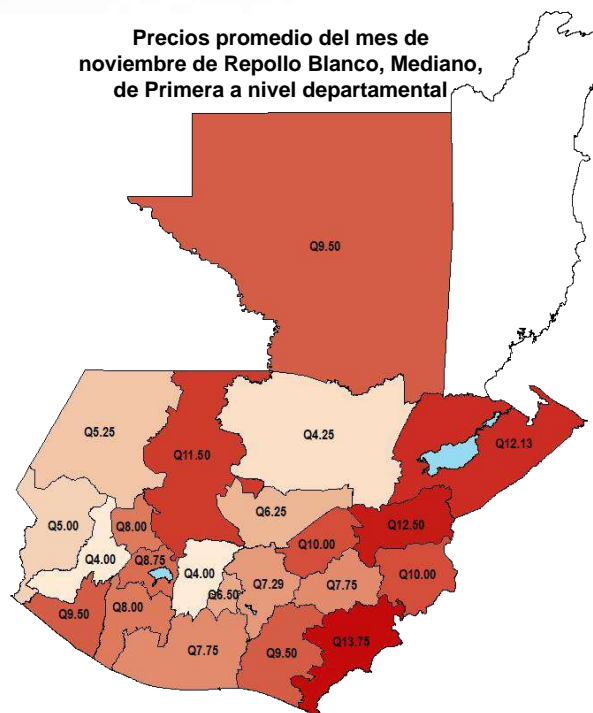 Precios promedio del mes de
noviembre de Repollo Blanco, Mediano,
de Primera a nivel departamental
Q9.50
Q5.25
Q4.25
Q11.50
Q12.13
Q6.25
Q5.00
Q8.00
Q12.50
Q10.00
Q4.00
Q8.75
Q4.00
Q7.29
Q7.75
Q10.00
Q6.50
Q9.50
Q8.00
Q13.75
Q7.75
Q9.50